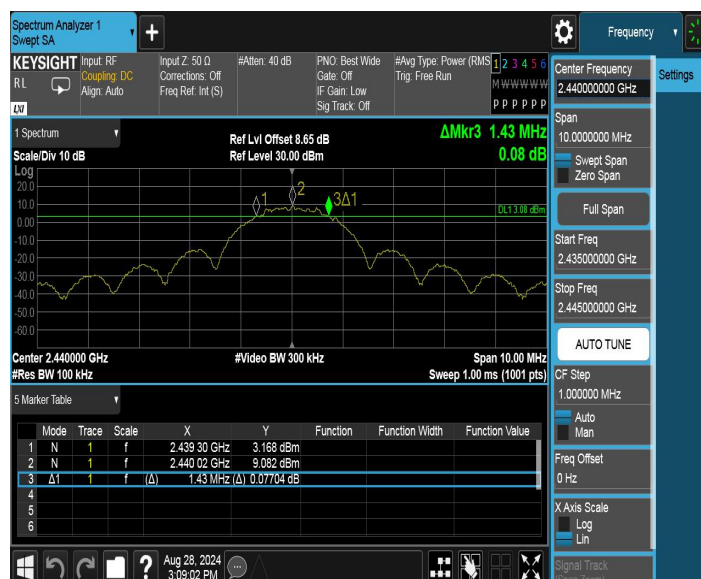 Spectrum Analyzer 1
Swept SA
+
Frequency
KEYSIGHT
RL
LXI
Input: RF
Coupling: DC
Align: Auto
Input Z: 50 Ω
Corrections: Off
Freq Ref: Int (S)
#Atten: 40 dB
PNO: Best Wide
Gate: Off
IF Gain: Low
Sig Track: Off
#Avg Type: Power (RMS
Trig: Free Run
1 2 3 4 5 6
M W W W W W
P P P P P P
1 Spectrum
Scale/Div 10 dB
Ref Lvl Offset 8.65 dB
Ref Level 30.00 dBm
ΔMkr3 1.43 MHz
0.08 dB
Log
20.0
10.0
0.00
-10.0
-20.0
-30.0
-40.0
-50.0
-60.0
1
2
3Δ1
DL1 3.08 dBm
Center 2.440000 GHz
#Res BW 100 kHz
#Video BW 300 kHz
Span 10.00 MHz
Sweep 1.00 ms (1001 pts)
5 Marker Table
Mode Trace Scale X Y Function Function Width Function Value
1 N 1 f 2.439 30 GHz 3.168 dBm
2 N 1 f 2.440 02 GHz 9.082 dBm
3 Δ1 1 f (Δ) 1.43 MHz (Δ) 0.07704 dB
4
5
6
?
Aug 28, 2024
3:09:02 PM
Center Frequency
2.440000000 GHz
Settings
Span
10.0000000 MHz
Swept Span
Zero Span
Full Span
Start Freq
2.435000000 GHz
Stop Freq
2.445000000 GHz
AUTO TUNE
CF Step
1.000000 MHz
Auto
Man
Freq Offset
0 Hz
X Axis Scale
Log
Lin
Signal Track